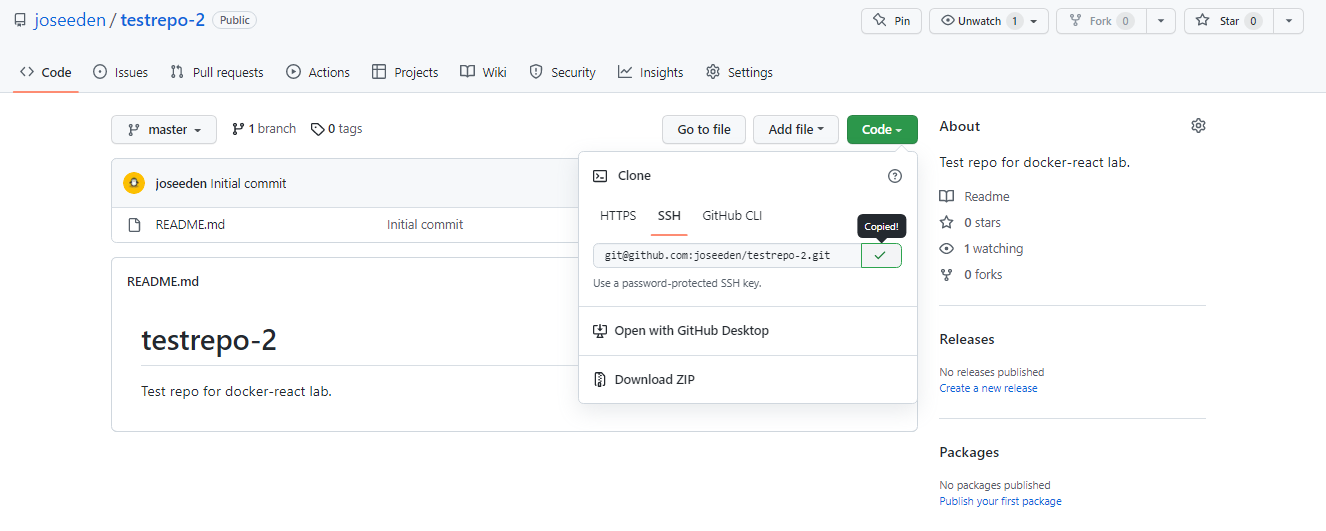 joseeden / testrepo-2 Public
Pin Unwatch 1 Fork 0 Star 0
Code Issues Pull requests Actions Projects Wiki Security Insights Settings
master 1 branch 0 tags Go to file Add file Code
joseeden Initial commit
README.md Initial commit
README.md
testrepo-2
Test repo for docker-react lab.
Clone
HTTPS SSH GitHub CLI
Copied!
git@github.com:joseeden/testrepo-2.git
Use a password-protected SSH key.
Open with GitHub Desktop
Download ZIP
About
Test repo for docker-react lab.
Readme
0 stars
1 watching
0 forks
Releases
No releases published
Create a new release
Packages
No packages published
Publish your first package